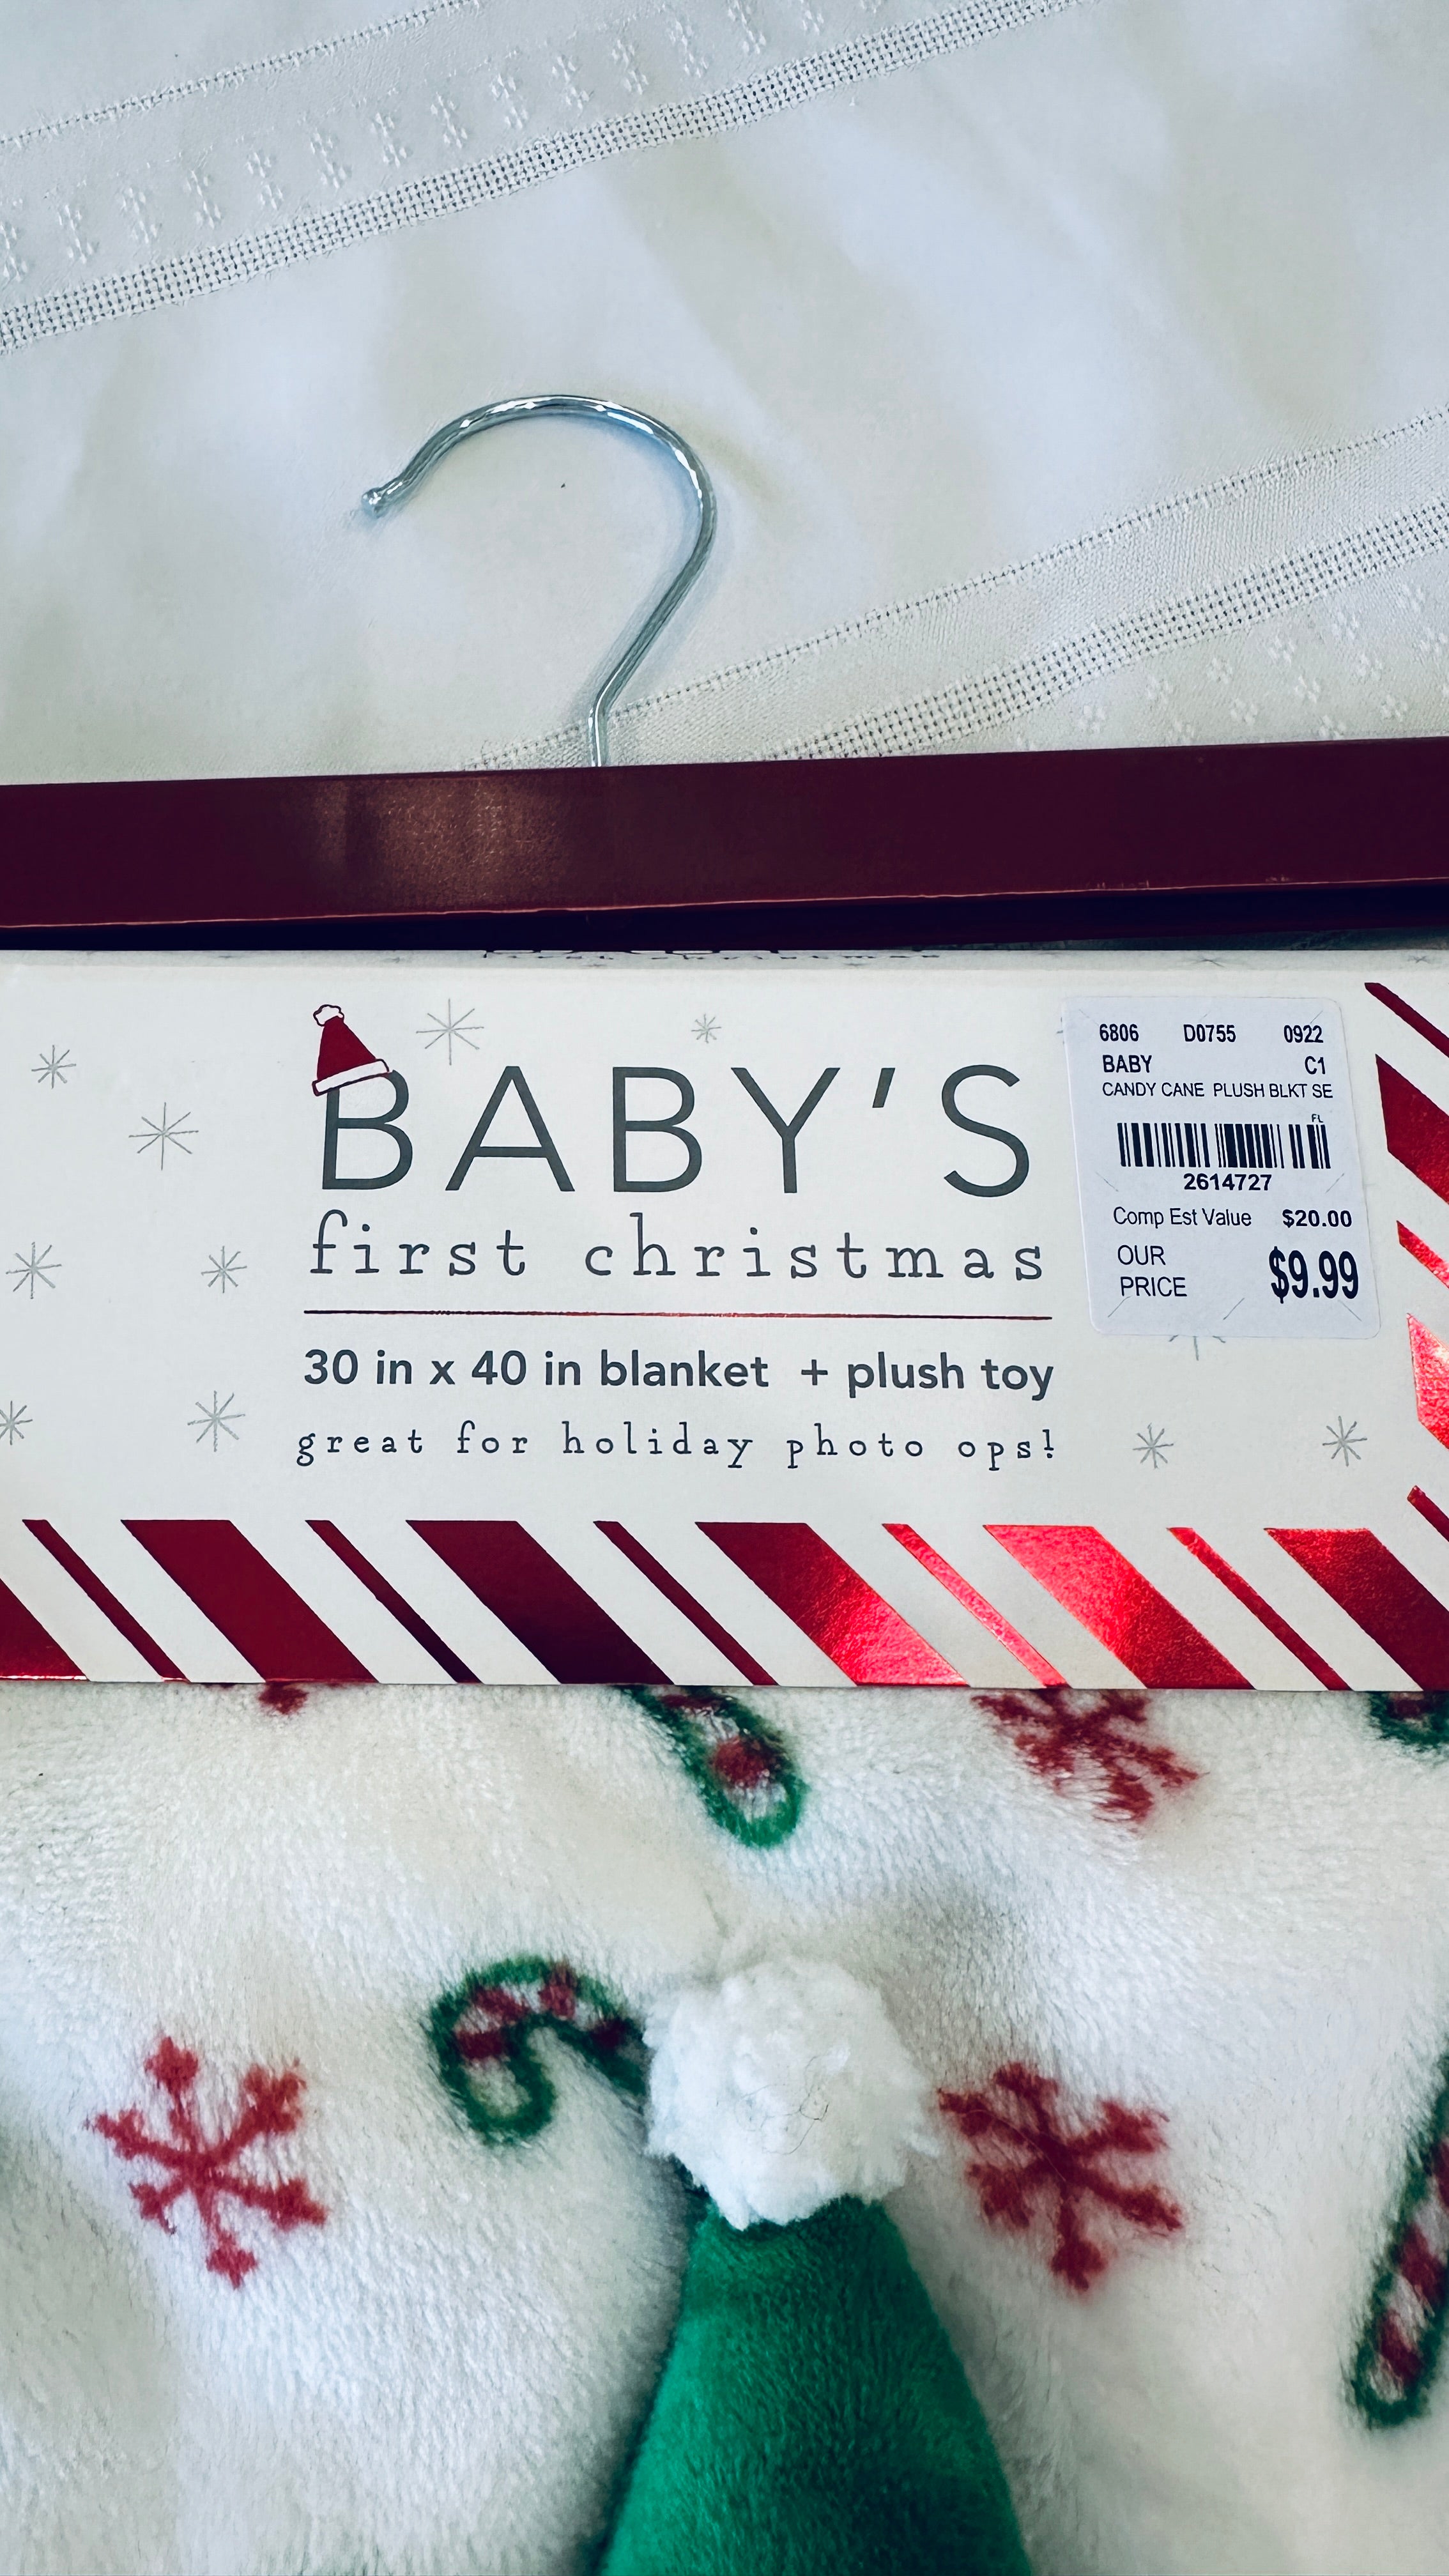 BABY'S
first christmas
30 in x 40 in blanket + plush toy
great for holiday photo ops!
6806 D0755 0922
BABY C1
CANDY CANE PLUSH BLKT SE
FL
2614727
Comp Est Value $20.00
OUR
PRICE $9.99